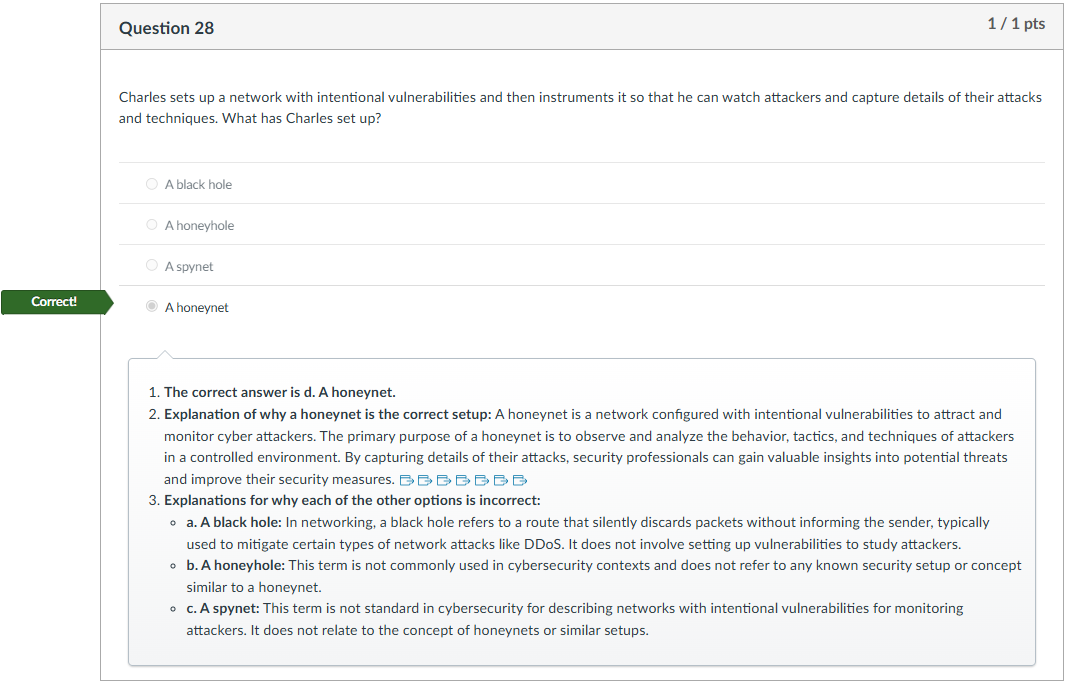 Question 28
1 / 1 pts
Charles sets up a network with intentional vulnerabilities and then instruments it so that he can watch attackers and capture details of their attacks
and techniques. What has Charles set up?
A black hole
A honeyhole
A spynet
Correct!
A honeynet
1. The correct answer is d. A honeynet.
2. Explanation of why a honeynet is the correct setup: A honeynet is a network configured with intentional vulnerabilities to attract and
monitor cyber attackers. The primary purpose of a honeynet is to observe and analyze the behavior, tactics, and techniques of attackers
in a controlled environment. By capturing details of their attacks, security professionals can gain valuable insights into potential threats
and improve their security measures.
3. Explanations for why each of the other options is incorrect:
a. A black hole: In networking, a black hole refers to a route that silently discards packets without informing the sender, typically
used to mitigate certain types of network attacks like DDoS. It does not involve setting up vulnerabilities to study attackers.
b. A honeyhole: This term is not commonly used in cybersecurity contexts and does not refer to any known security setup or concept
similar to a honeynet.
c. A spynet: This term is not standard in cybersecurity for describing networks with intentional vulnerabilities for monitoring
attackers. It does not relate to the concept of honeynets or similar setups.